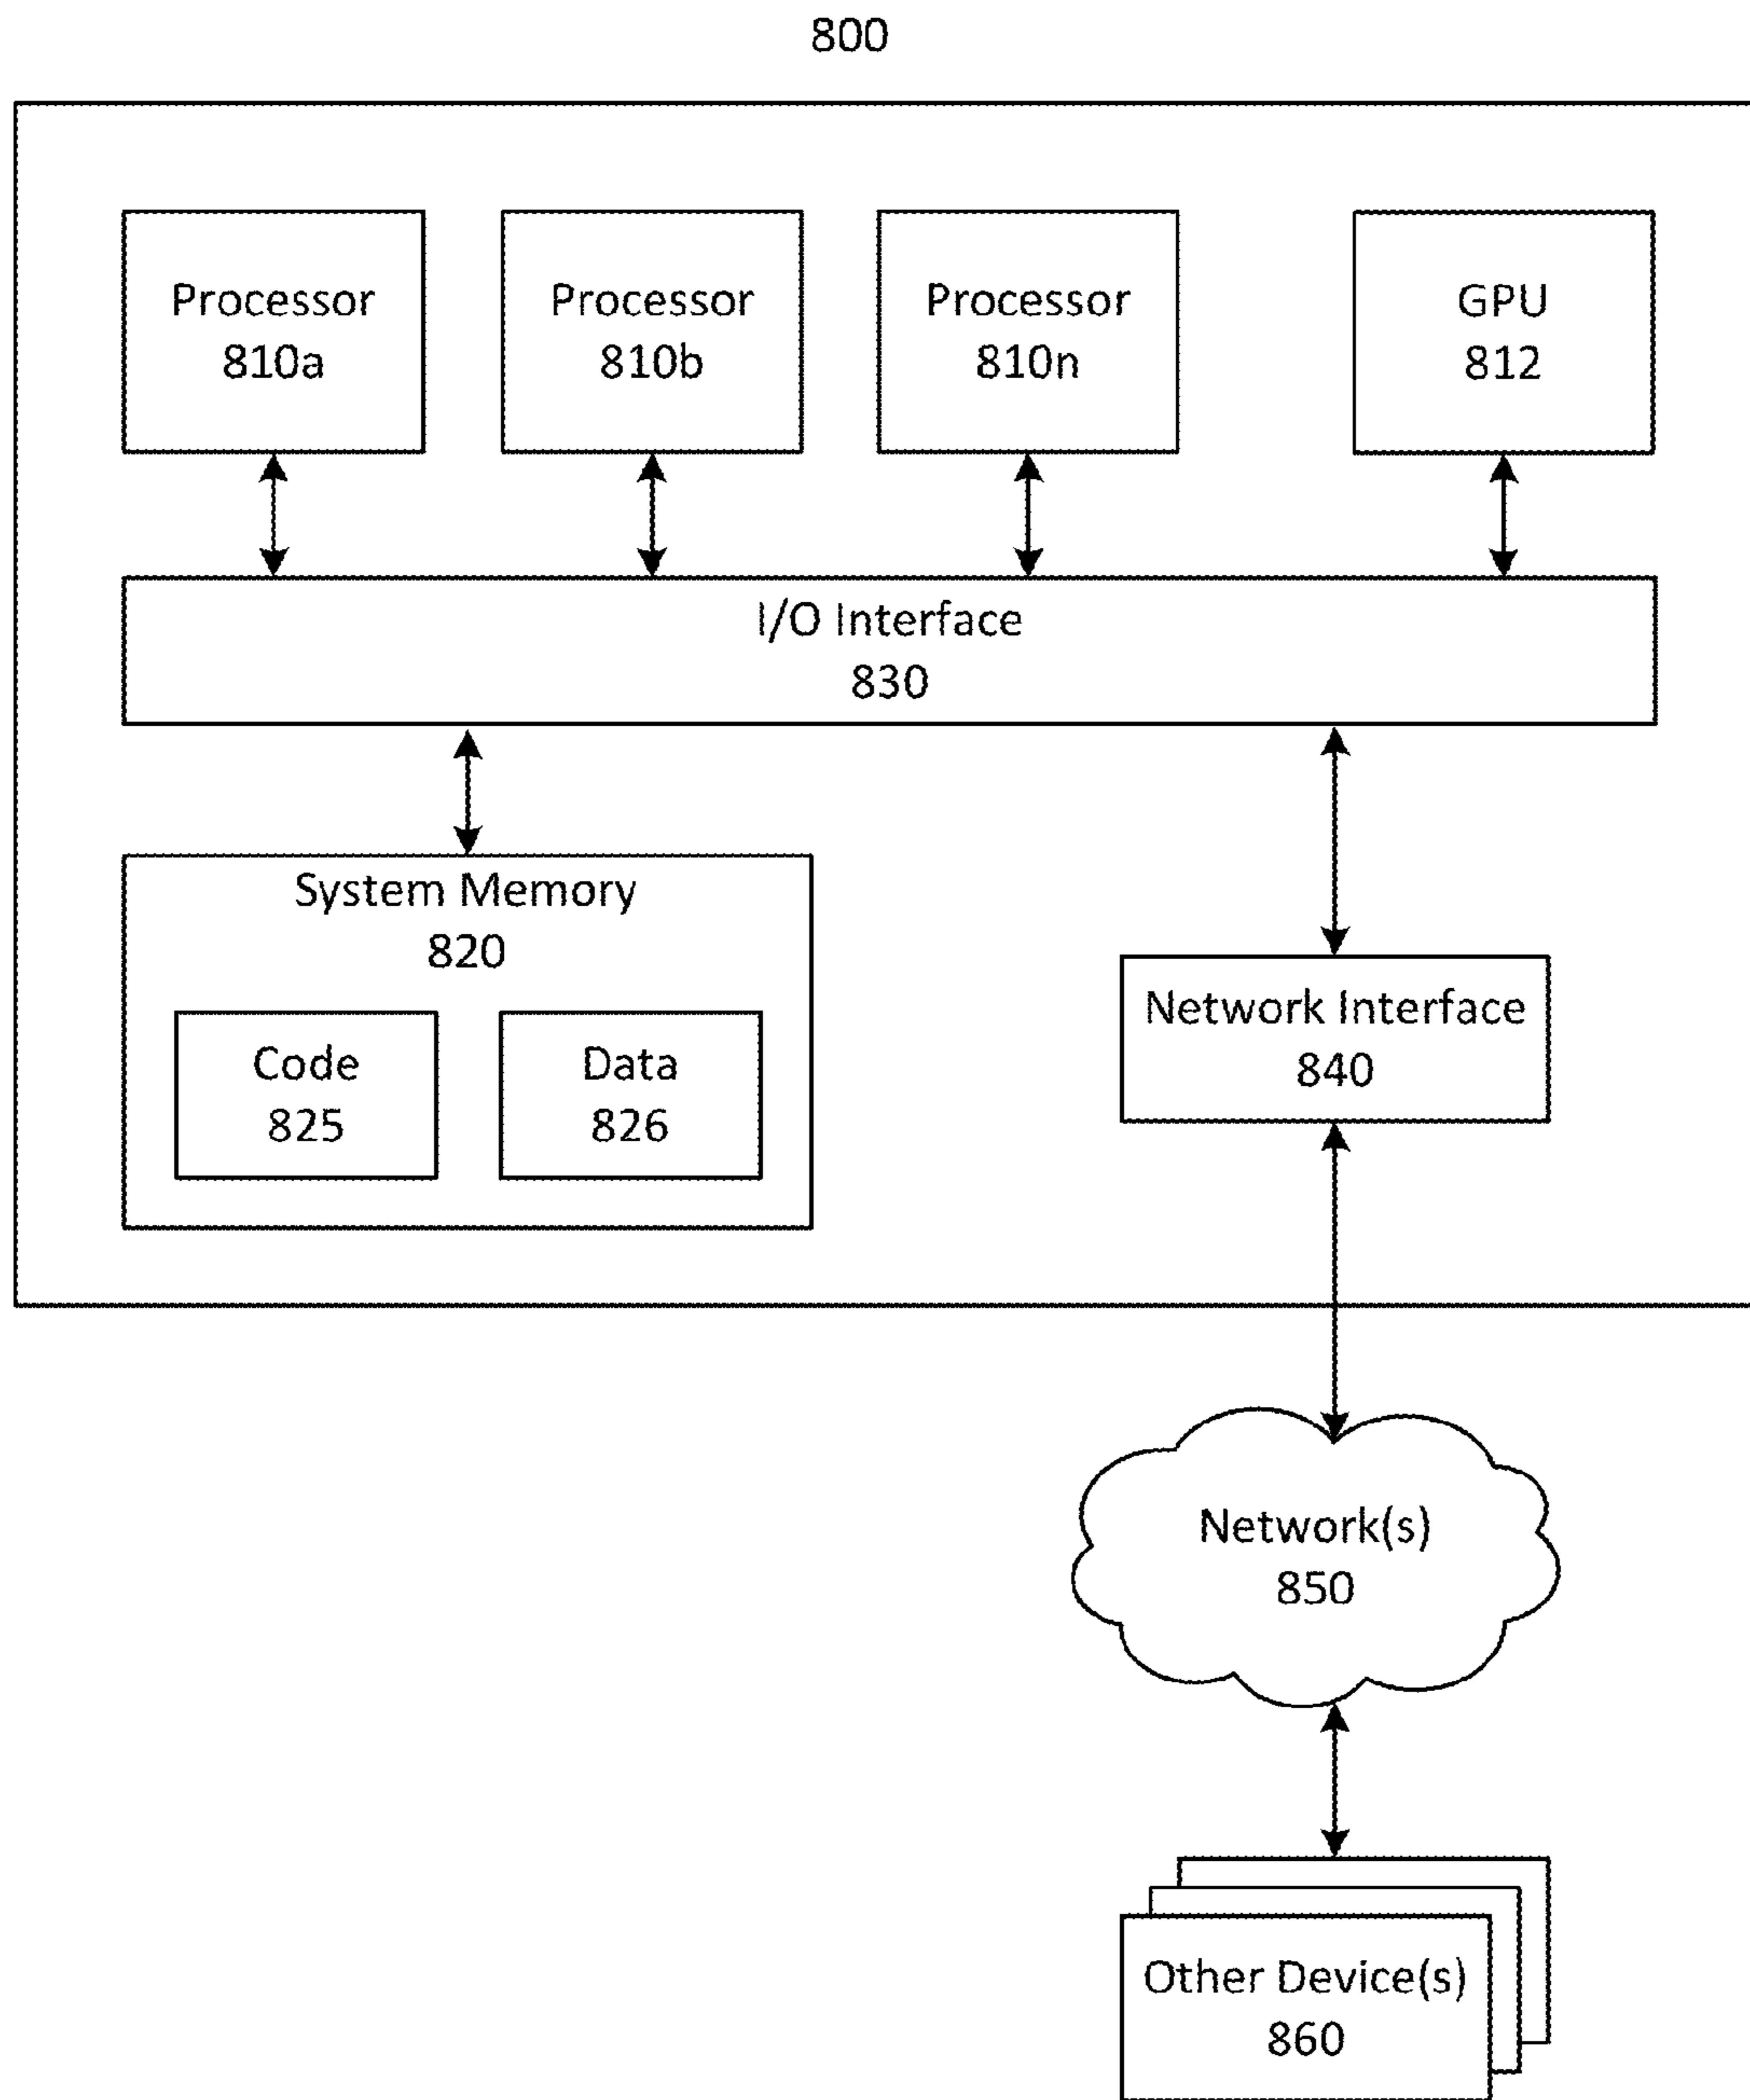 800
Processor
810a
Processor
810b
Processor
810n
GPU
812
I/O Interface
830
System Memory
820
Code
825
Data
826
Network Interface
840
Network(s)
850
Other Device(s)
860